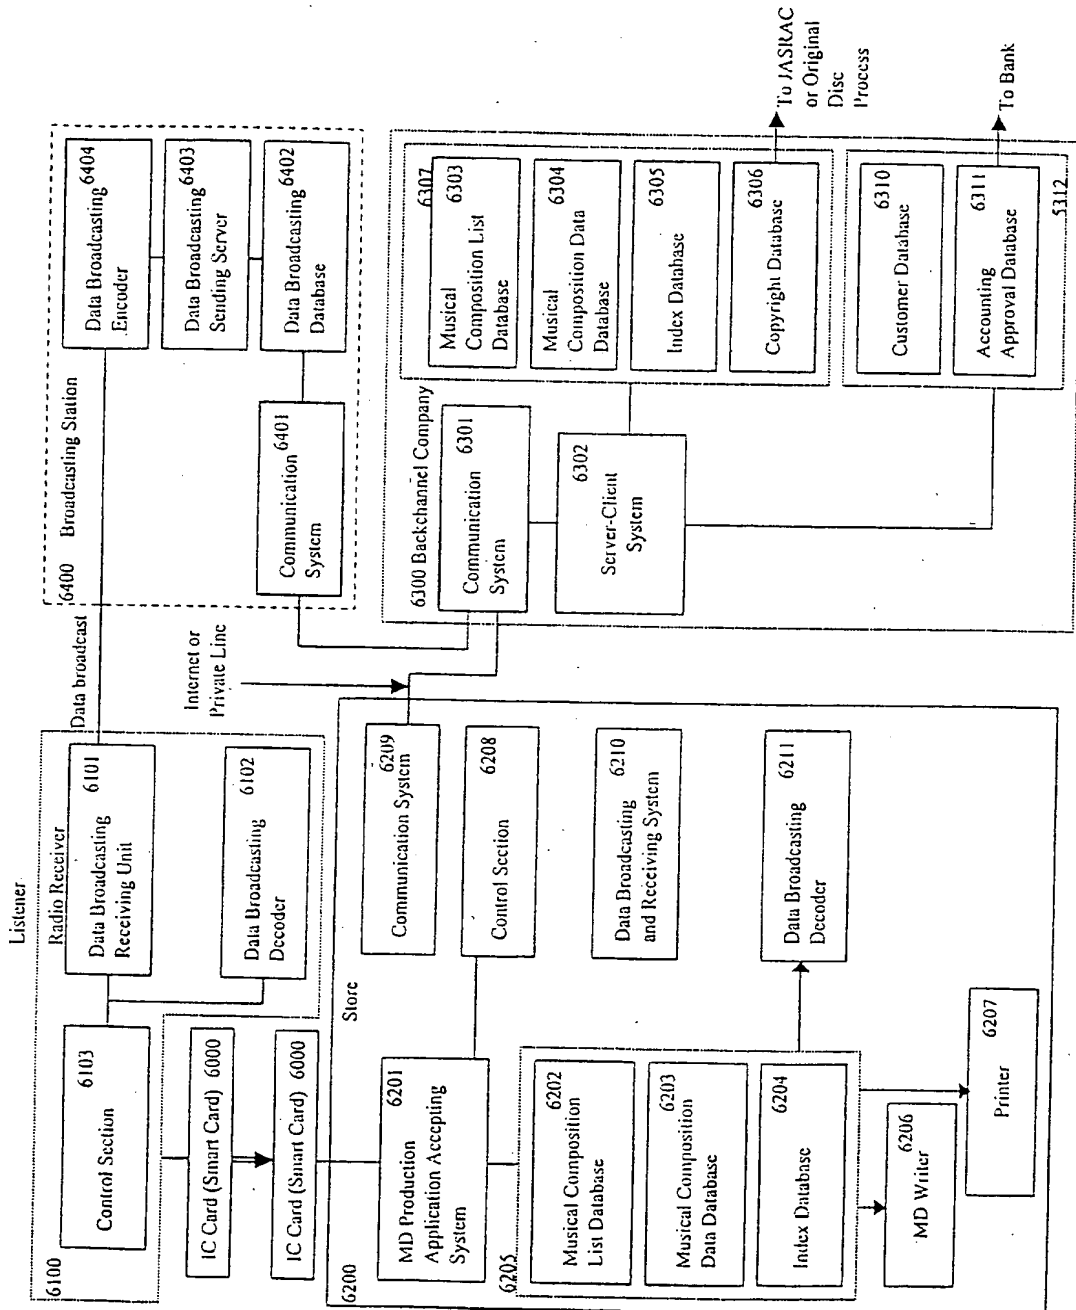 Listener
Radio Receiver
6100
Control Section
6103
Data Broadcasting
Receiving Unit
6101
Data Broadcasting
Decoder
6102
Data broadcast
6400 Broadcasting Station
Data Broadcasting
Encoder
6404
Data Broadcasting
Sending Server
6403
Data Broadcasting
Database
6402
Communication
System
6401
Internet or
Private Line
IC Card (Smart Card) 6000
IC Card (Smart Card) 6000
Store
6200
MD Production
Application Accepting
System
6201
Communication System
6209
Control Section
6208
Data Broadcasting
and Receiving System
6210
Data Broadcasting
Decoder
6211
6205
Musical Composition
List Database
6202
Musical Composition
Data Database
6203
Index Database
6204
MD Writer
6206
Printer
6207
6300 Backchannel Company
Communication
System
6301
Server-Client
System
6302
6307
Musical
Composition List
Database
6303
Musical
Composition Data
Database
6304
Index Database
6305
Copyright Database
6306
To JASRAC
or Original
Disc
Process
Customer Database
6310
Accounting
Approval Database
6311
5312
To Bank